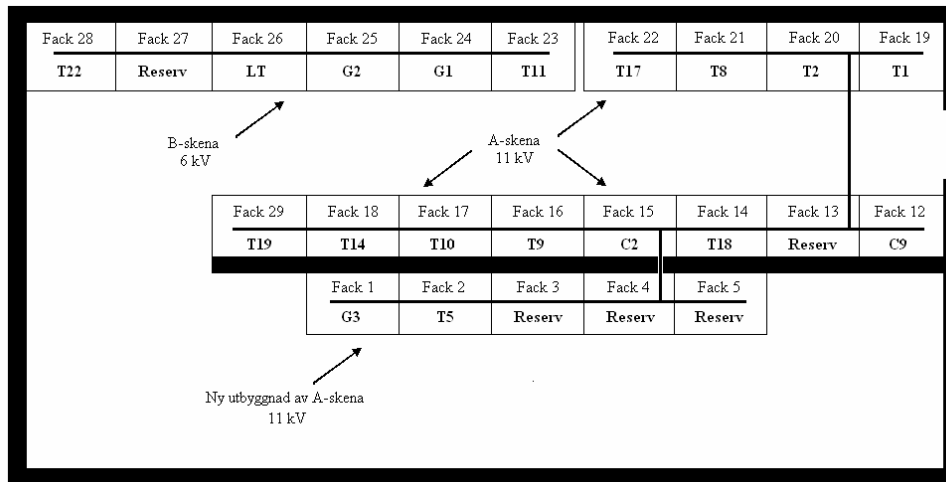 Fack 28 Fack 27 Fack 26 Fack 25 Fack 24 Fack 23 Fack 22 Fack 21 Fack 20 Fack 19
T22 Reserv LT G2 G1 T11 T17 T8 T2 T1
B-skena
6 kV
A-skena
11 kV
Fack 29 Fack 18 Fack 17 Fack 16 Fack 15 Fack 14 Fack 13 Fack 12
T19 T14 T10 T9 C2 T18 Reserv C9
Fack 1 Fack 2 Fack 3 Fack 4 Fack 5
G3 T5 Reserv Reserv Reserv
Ny utbyggnad av A-skena
11 kV